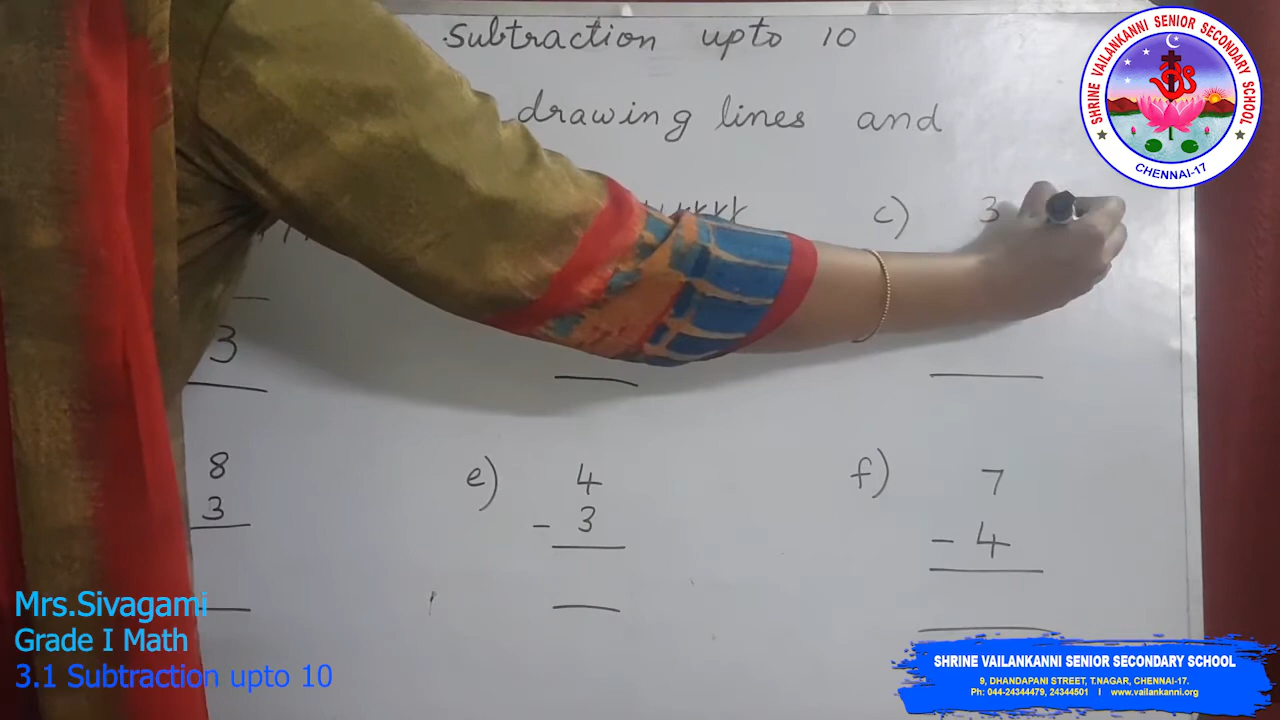 Subtraction upto 10
drawing lines and
c) 3
3
8
3
e) 4
- 3
f) 7
- 4
SHRINE VAILANKANNI SENIOR SECONDARY SCHOOL
CHENNAI-17
Mrs.Sivagami
Grade I Math
3.1 Subtraction upto 10
SHRINE VAILANKANNI SENIOR SECONDARY SCHOOL
9, DHANDAPANI STREET, T.NAGAR, CHENNAI-17.
Ph: 044-24344479, 24344501 I www.vailankanni.org